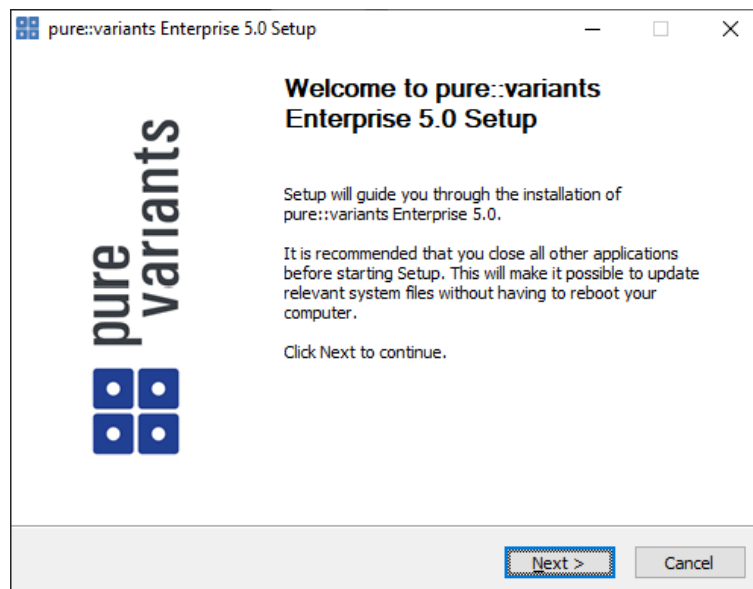 pure::variants Enterprise 5.0 Setup
Welcome to pure::variants
Enterprise 5.0 Setup
pure
variants
Setup will guide you through the installation of
pure::variants Enterprise 5.0.
It is recommended that you close all other applications
before starting Setup. This will make it possible to update
relevant system files without having to reboot your
computer.
Click Next to continue.
Next >
Cancel